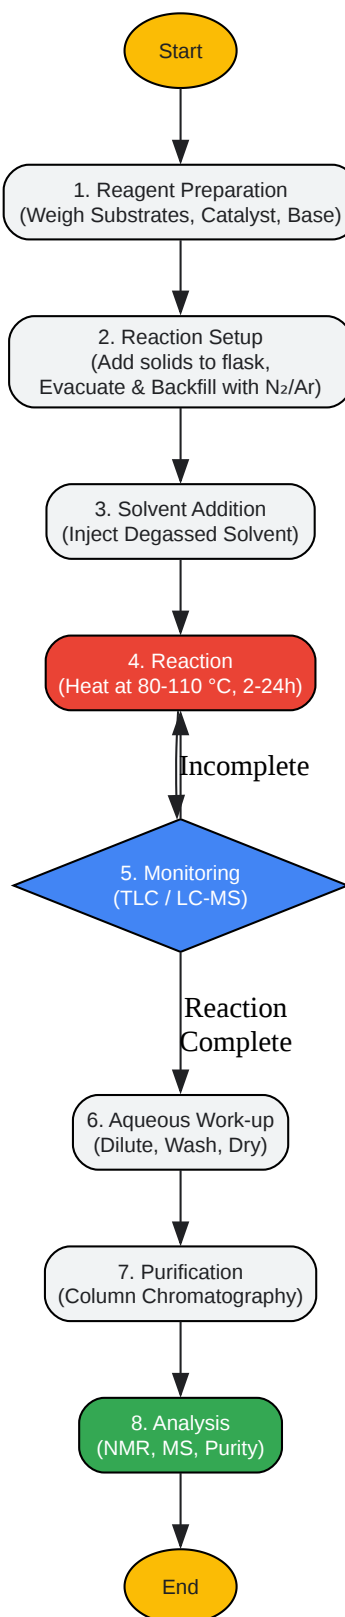 Start
1. Reagent Preparation
(Weigh Substrates, Catalyst, Base)
2. Reaction Setup
(Add solids to flask,
Evacuate & Backfill with N₂/Ar)
3. Solvent Addition
(Inject Degassed Solvent)
4. Reaction
(Heat at 80-110 °C, 2-24h)
Incomplete
5. Monitoring
(TLC / LC-MS)
Reaction
Complete
6. Aqueous Work-up
(Dilute, Wash, Dry)
7. Purification
(Column Chromatography)
8. Analysis
(NMR, MS, Purity)
End